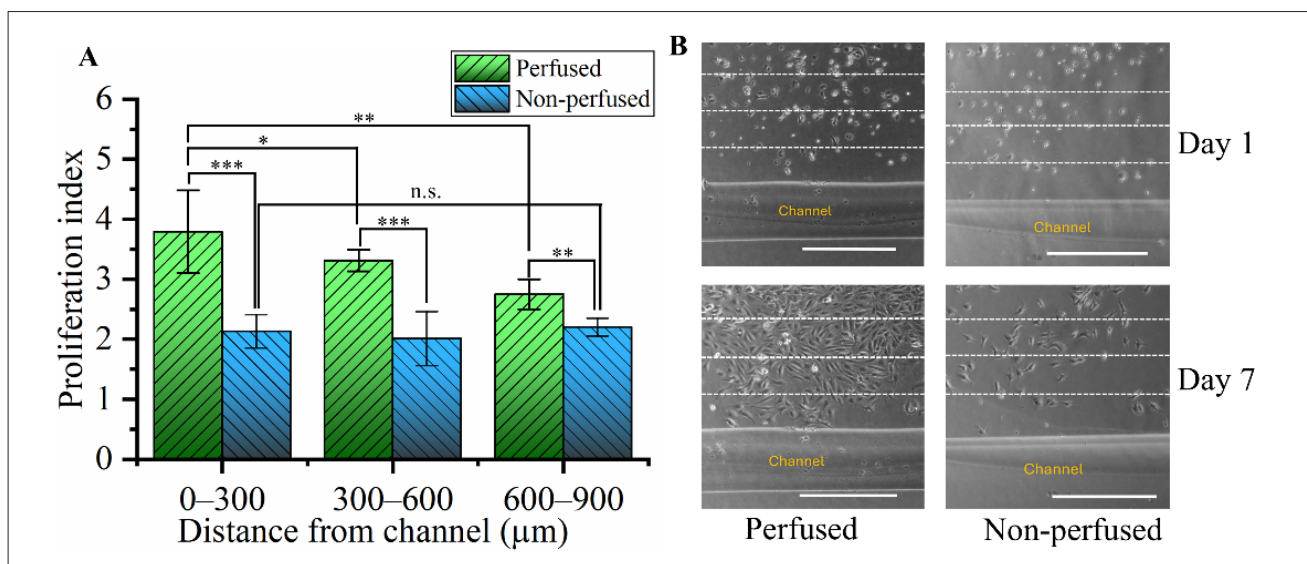 A
Perfused
Non-perfused
Proliferation index
6
5
4
3
2
1
0
**
*
***
n.s.
***
**
0–300
300–600
600–900
Distance from channel (μm)
B
Channel
Channel
Day 1
Channel
Channel
Day 7
Perfused
Non-perfused